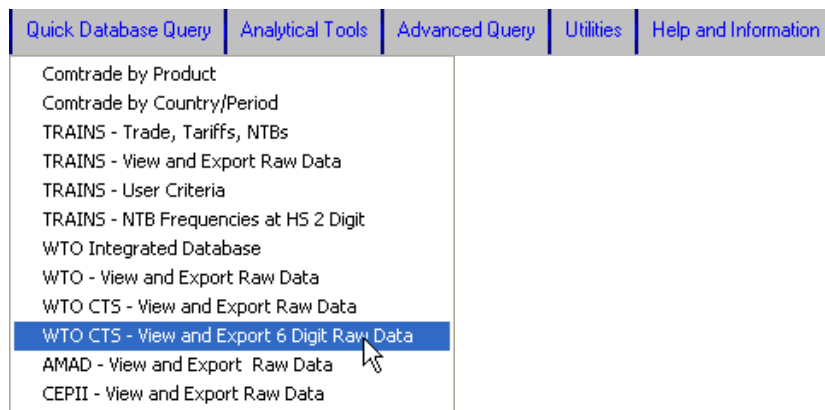 Quick Database Query Analytical Tools Advanced Query Utilities Help and Information
Comtrade by Product
Comtrade by Country/Period
TRAINS - Trade, Tariffs, NTBs
TRAINS - View and Export Raw Data
TRAINS - User Criteria
TRAINS - NTB Frequencies at HS 2 Digit
WTO Integrated Database
WTO - View and Export Raw Data
WTO CTS - View and Export Raw Data
WTO CTS - View and Export 6 Digit Raw Data
AMAD - View and Export Raw Data
CEPII - View and Export Raw Data